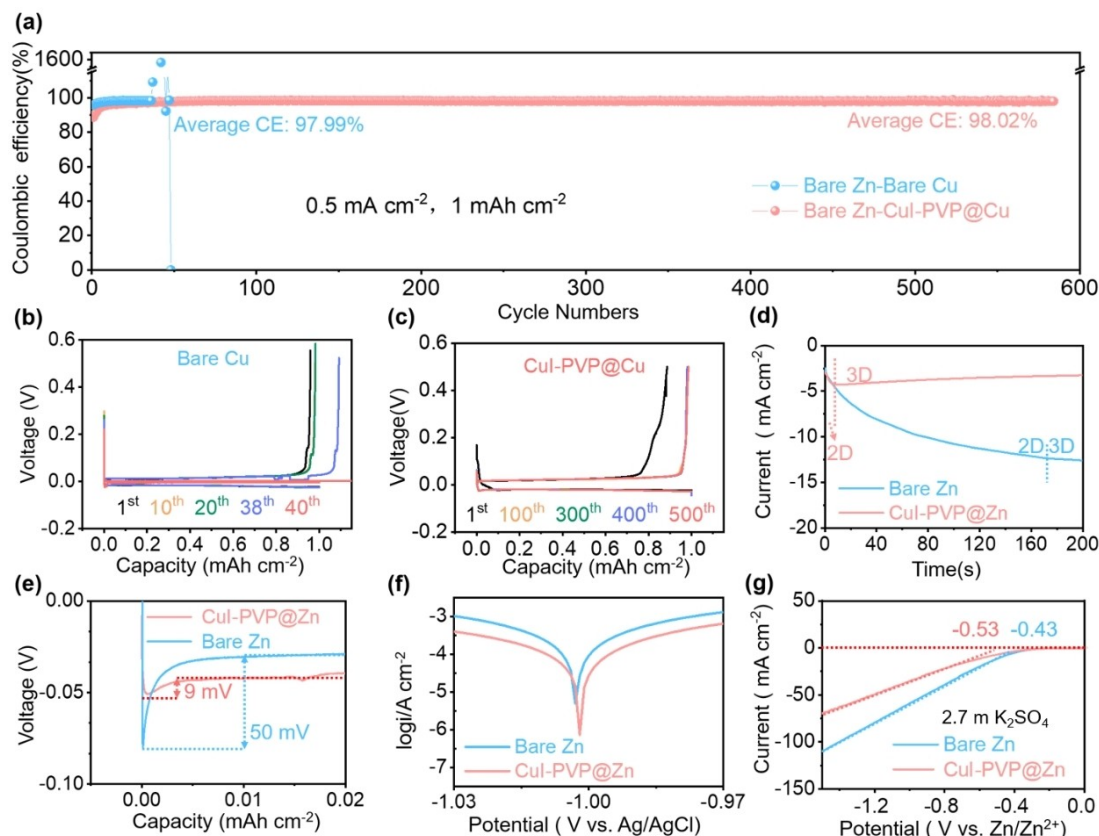 (a)
1600
100
80
60
40
20
0
Coulombic efficiency(%)
Average CE: 97.99%
Average CE: 98.02%
Bare Zn-Bare Cu
Bare Zn-CuI-PVP@Cu
0.5 mA cm-2, 1 mAh cm-2
0 100 200 300 400 500 600
Cycle Numbers
(b)
0.6
0.4
0.2
0.0
-0.2
Voltage (V)
Bare Cu
1st 10th 20th 38th 40th
0.0 0.2 0.4 0.6 0.8 1.0
Capacity (mAh cm-2)
(c)
0.6
0.4
0.2
0.0
-0.2
Voltage(V)
CuI-PVP@Cu
1st 100th 300th 400th 500th
0.0 0.2 0.4 0.6 0.8 1.0
Capacity (mAh cm-2)
(d)
0
-5
-10
-15
-20
Current ( mA cm-2)
3D
2D
2D 3D
Bare Zn
CuI-PVP@Zn
0 40 80 120 160 200
Time(s)
(e)
0.00
-0.05
-0.10
Voltage (V)
CuI-PVP@Zn
Bare Zn
9 mV
50 mV
0.00 0.01 0.02
Capacity (mAh cm-2)
(f)
-3
-4
-5
-6
-7
logi/A cm-2
Bare Zn
CuI-PVP@Zn
-1.03 -1.00 -0.97
Potential ( V vs. Ag/AgCl)
(g)
50
0
-50
-100
-150
Current ( mA cm-2)
-0.53 -0.43
2.7 m K2SO4
Bare Zn
CuI-PVP@Zn
-1.2 -0.8 -0.4 0.0
Potential ( V vs. Zn/Zn2+)